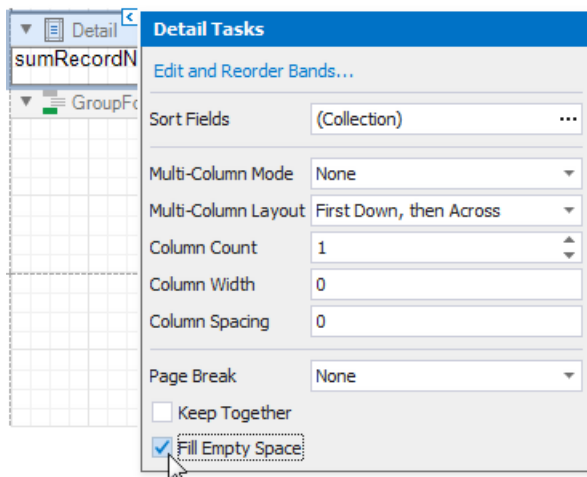 Detail
Detail Tasks
sumRecordN
Edit and Reorder Bands...
GroupFo
Sort Fields (Collection) ...
Multi-Column Mode None
Multi-Column Layout First Down, then Across
Column Count 1
Column Width 0
Column Spacing 0
Page Break None
Keep Together
Fill Empty Space